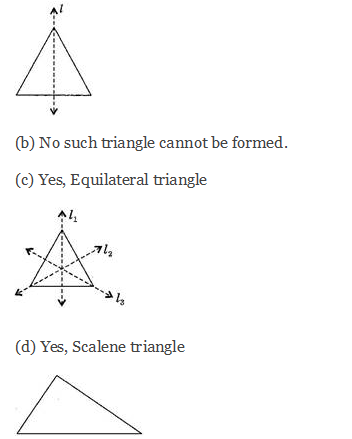 l
(b) No such triangle cannot be formed.
(c) Yes, Equilateral triangle
l₁
l₂
l₃
(d) Yes, Scalene triangle